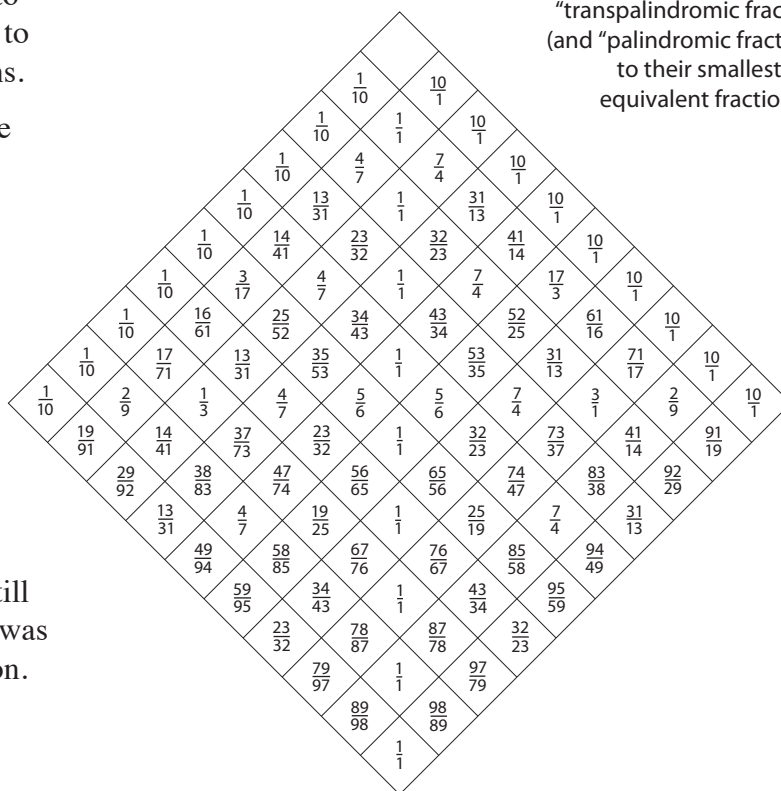 to
to
ns.
e
till
was
on.
“transpalindromic frac
(and “palindromic fract
to their smallest
equivalent fractio
1/10 10/1
1/10 1/1 10/1
1/10 4/7 7/4 10/1
1/10 13/31 1/1 31/13 10/1
1/10 14/41 23/32 32/23 41/14 10/1
1/10 3/17 4/7 1/1 7/4 17/3 10/1
1/10 16/61 25/52 34/43 43/34 52/25 61/16 10/1
1/10 17/71 13/31 35/53 1/1 53/35 31/13 71/17 10/1
1/10 2/9 1/3 4/7 5/6 5/6 7/4 3/1 2/9 10/1
19/91 14/41 37/73 23/32 1/1 32/23 73/37 41/14 91/19
29/92 38/83 47/74 56/65 65/56 74/47 83/38 92/29
13/31 4/7 19/25 1/1 25/19 7/4 31/13
49/94 58/85 67/76 76/67 85/58 94/49
59/95 34/43 1/1 43/34 95/59
23/32 78/87 87/78 32/23
79/97 1/1 97/79
89/98 98/89
1/1